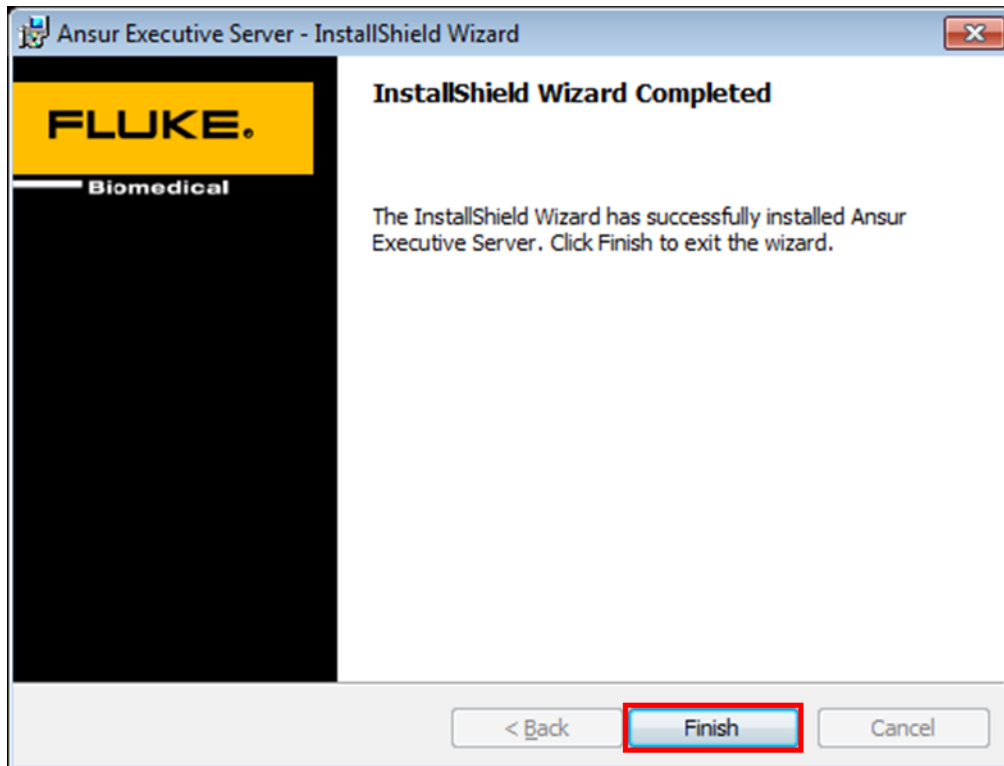 Ansur Executive Server - InstallShield Wizard
FLUKE®
Biomedical
InstallShield Wizard Completed
The InstallShield Wizard has successfully installed Ansur
Executive Server. Click Finish to exit the wizard.
< Back
Finish
Cancel